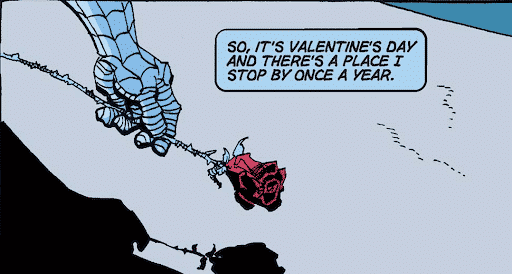 SO, IT'S VALENTINE'S DAY
AND THERE'S A PLACE I
STOP BY ONCE A YEAR.